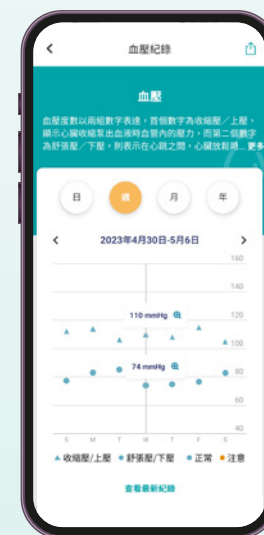 血壓紀錄
血壓
血壓度數以兩組數字表達，首個數字為收縮壓／上壓，
顯示心臟收縮泵出血液時血管內的壓力，而第二個數字
為舒張壓／下壓，則表示在心跳之間，心臟放鬆時... 更多
日 週 月 年
2023年4月30日-5月6日
160
140
110 mmHg 120
100
74 mmHg 80
60
40
S M T W T F S
收縮壓/上壓 舒張壓/下壓 正常 注意
查看最新紀錄